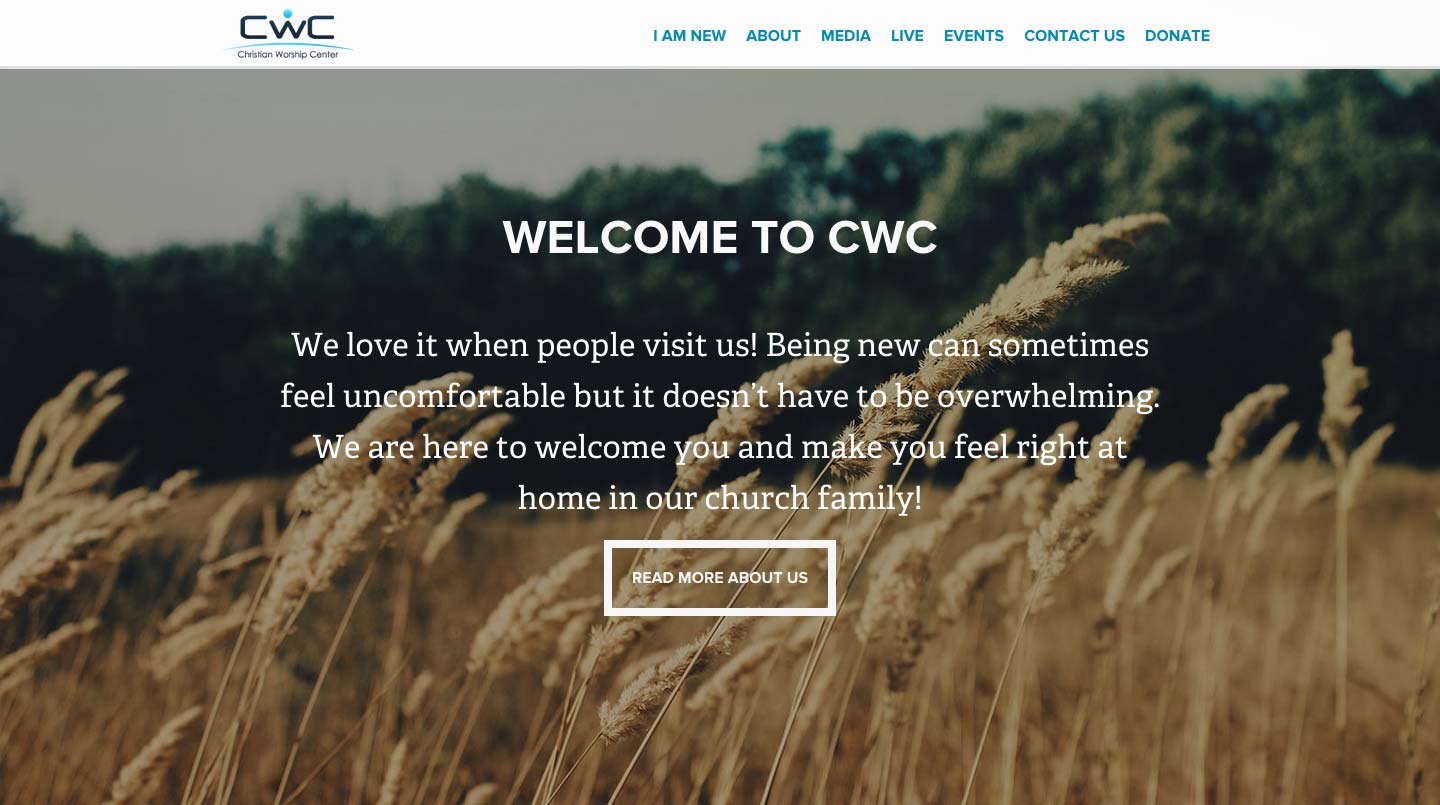 CWC
Christian Worship Center
I AM NEW ABOUT MEDIA LIVE EVENTS CONTACT US DONATE
WELCOME TO CWC
We love it when people visit us! Being new can sometimes
feel uncomfortable but it doesn’t have to be overwhelming.
We are here to welcome you and make you feel right at
home in our church family!
READ MORE ABOUT US